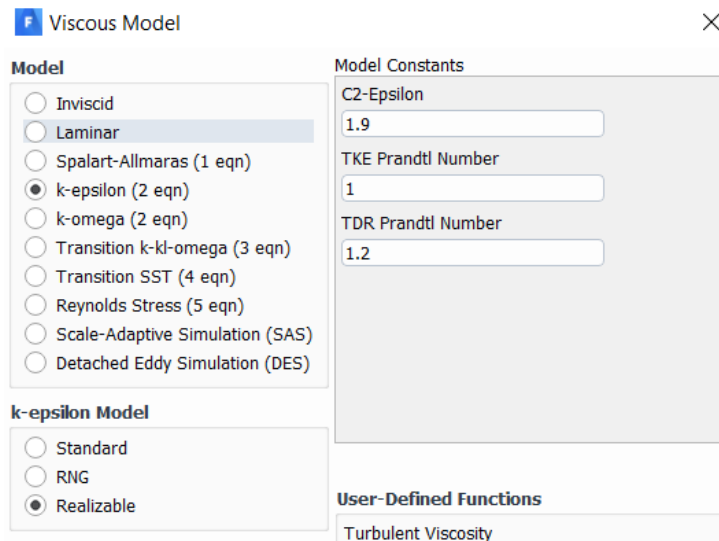 F Viscous Model
Model
Inviscid
Laminar
Spalart-Allmaras (1 eqn)
k-epsilon (2 eqn)
k-omega (2 eqn)
Transition k-kl-omega (3 eqn)
Transition SST (4 eqn)
Reynolds Stress (5 eqn)
Scale-Adaptive Simulation (SAS)
Detached Eddy Simulation (DES)
k-epsilon Model
Standard
RNG
Realizable
Model Constants
C2-Epsilon
1.9
TKE Prandtl Number
1
TDR Prandtl Number
1.2
User-Defined Functions
Turbulent Viscosity